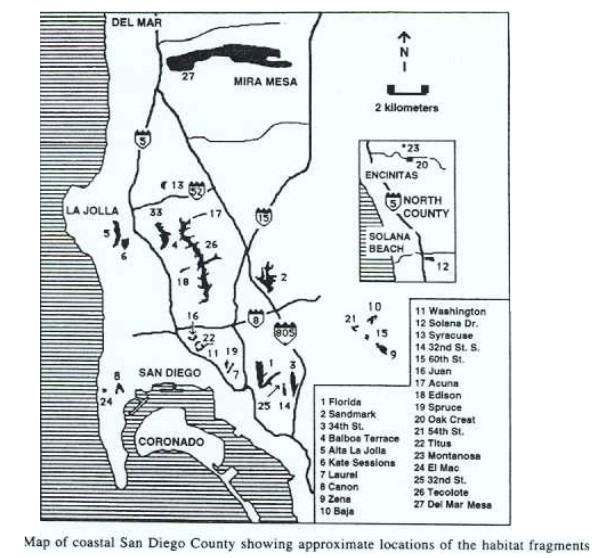 DEL MAR
27
MIRA MESA
N
2 kilometers
5
23
20
ENCINITAS
5 NORTH
COUNTY
SOLANA
BEACH
12
13
52
15
LA JOLLA
33
17
5
4
26
6
18
2
16
8
805
10
21
15
9
22
11
19
7
1
3
8
24
SAN DIEGO
25
14
CORONADO
1 Florida
2 Sandmark
3 34th St.
4 Balboa Terrace
5 Alta La Jolla
6 Kate Sessions
7 Laurel
8 Canon
9 Zena
10 Baja
11 Washington
12 Solana Dr.
13 Syracuse
14 32nd St. S.
15 60th St.
16 Juan
17 Acuna
18 Edison
19 Spruce
20 Oak Crest
21 54th St.
22 Titus
23 Montanosa
24 El Mac
25 32nd St.
26 Tecolote
27 Del Mar Mesa
Map of coastal San Diego County showing approximate locations of the habitat fragments